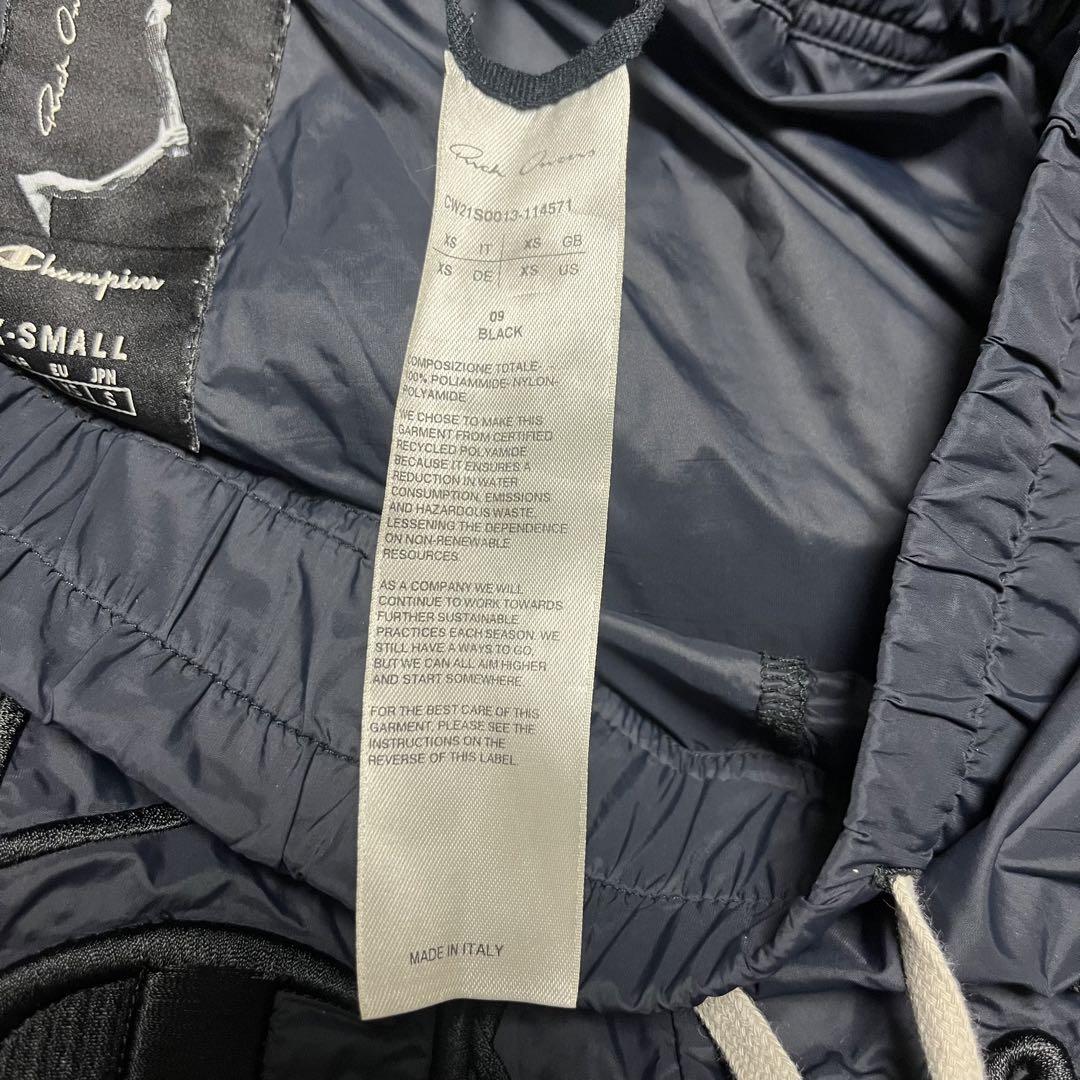 Rick Ow
Champion
-SMALL
EU JPN
S
Rick Owens
CW21S0013-114571
XS IT XS GB
XS DE XS US
09
BLACK
COMPOSIZIONE TOTALE
100% POLIAMMIDE-NYLON-
POLYAMIDE
WE CHOSE TO MAKE THIS
GARMENT FROM CERTIFIED
RECYCLED POLYAMIDE
BECAUSE IT ENSURES A
REDUCTION IN WATER
CONSUMPTION, EMISSIONS
AND HAZARDOUS WASTE,
LESSENING THE DEPENDENCE
ON NON-RENEWABLE
RESOURCES.
AS A COMPANY WE WILL
CONTINUE TO WORK TOWARDS
FURTHER SUSTAINABLE
PRACTICES EACH SEASON. WE
STILL HAVE A WAYS TO GO
BUT WE CAN ALL AIM HIGHER
AND START SOMEWHERE.
FOR THE BEST CARE OF THIS
GARMENT, PLEASE SEE THE
INSTRUCTIONS ON THE
REVERSE OF THIS LABEL.
MADE IN ITALY